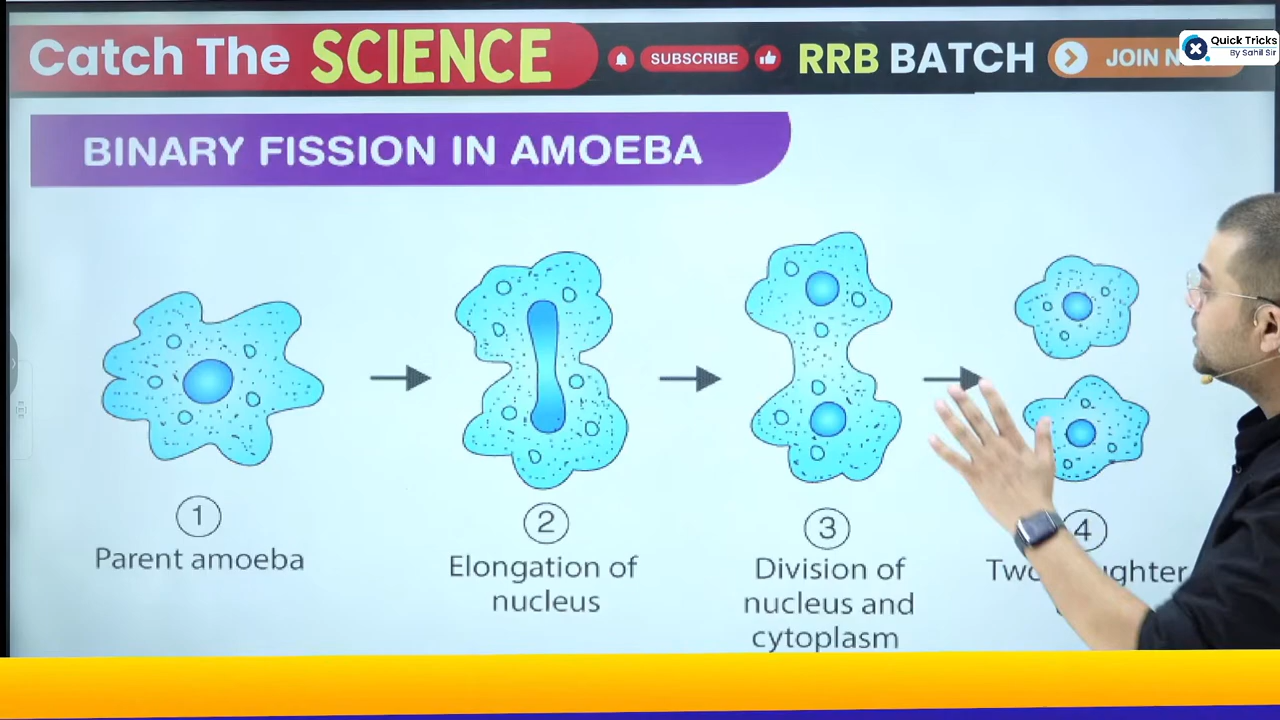 Catch The SCIENCE
SUBSCRIBE
RRB BATCH
JOIN
Quick Tricks
By Sahil Sir
BINARY FISSION IN AMOEBA
1
Parent amoeba
2
Elongation of
nucleus
3
Division of
nucleus and
cytoplasm
4